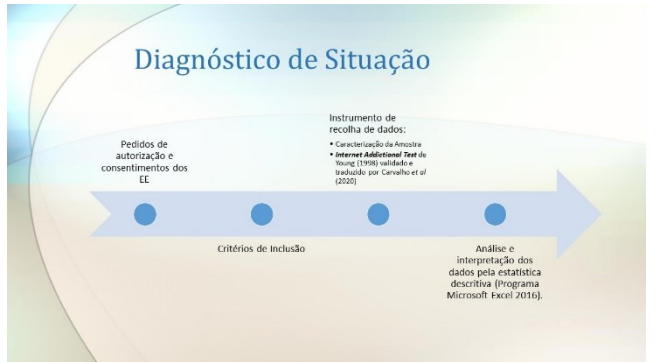 Diagnóstico de Situação
Pedidos de
autorização e
consentimentos dos
EE
Critérios de Inclusão
Instrumento de
recolha de dados:
• Caracterização da Amostra
• Internet Addictional Test de
Young (1998) validado e
traduzido por Carvalho et al
(2020)
Análise e
interpretação dos
dados pela estatística
descritiva (Programa
Microsoft Excel 2016).